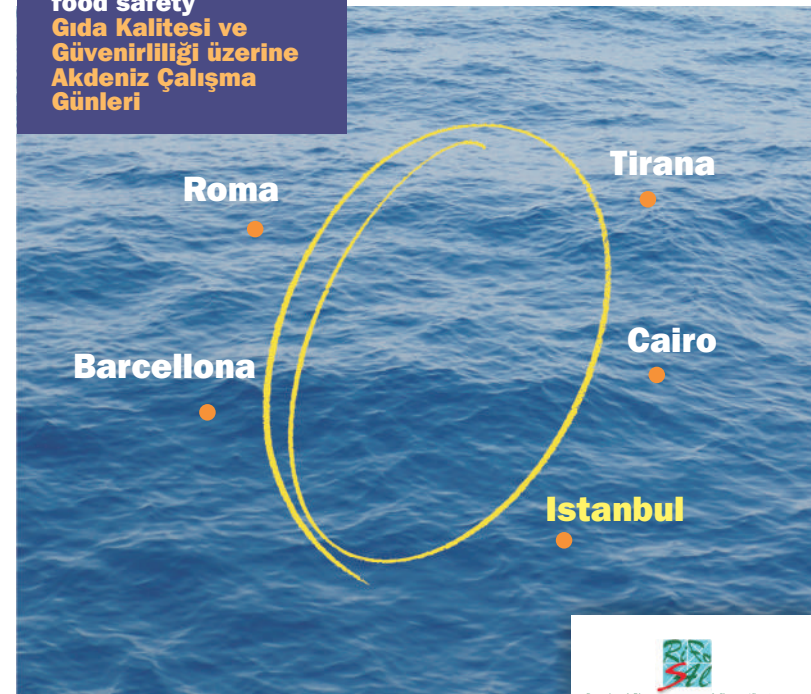 food safety
Gıda Kalitesi ve
Güvenirliliği üzerine
Akdeniz Çalışma
Günleri
Tirana
Roma
Cairo
Barcellona
Istanbul